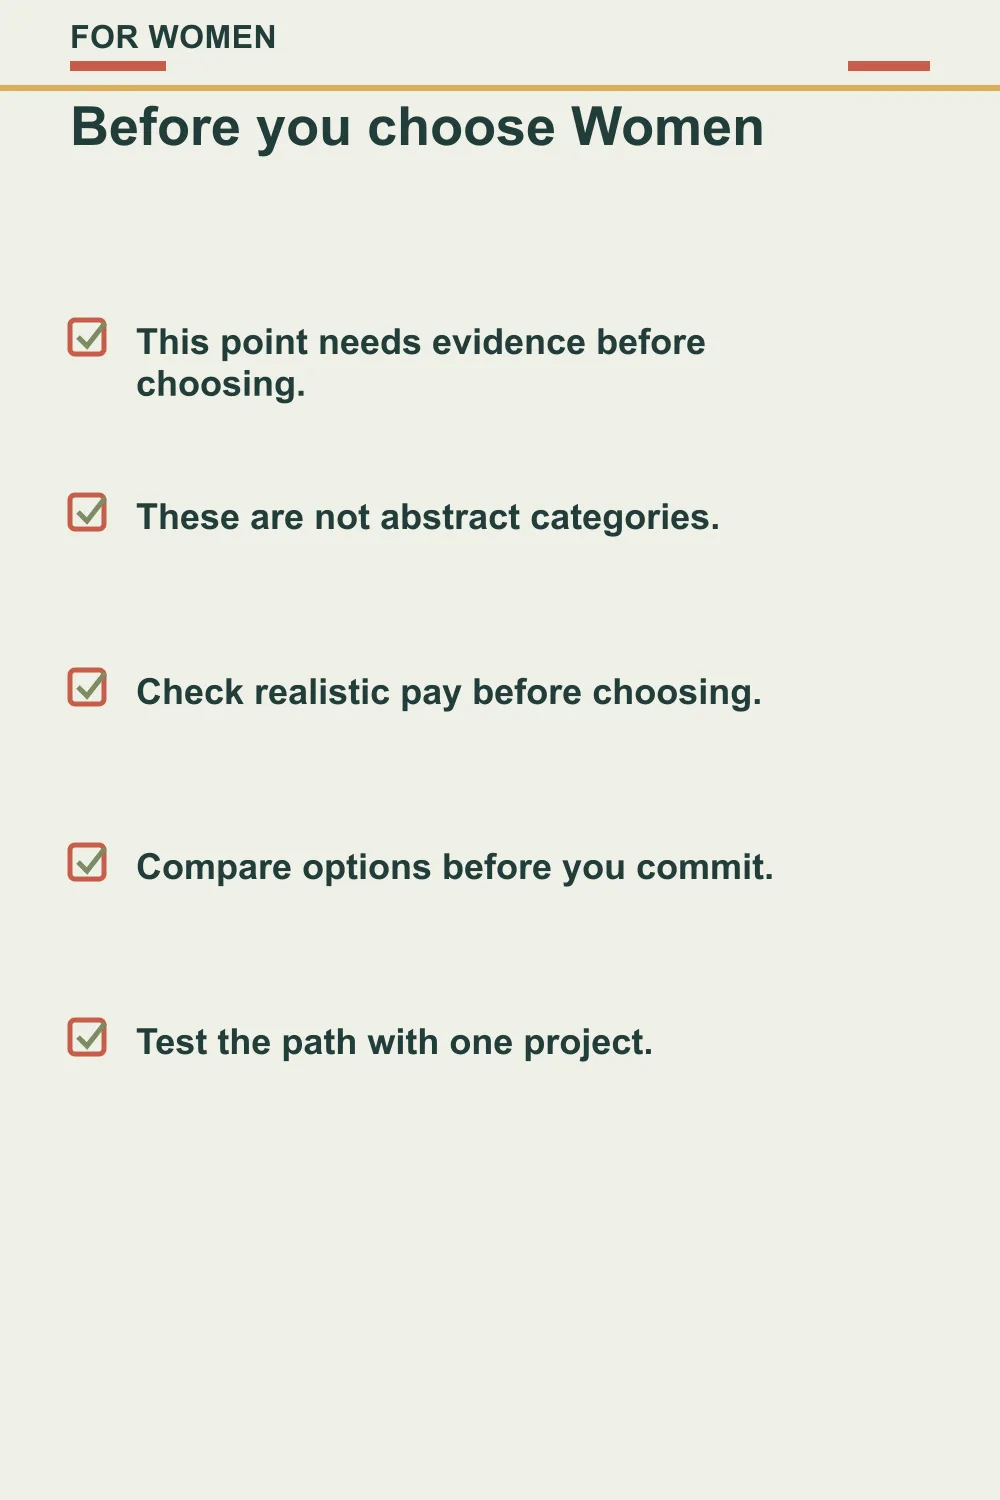 FOR WOMEN
Before you choose Women
This point needs evidence before
choosing.
These are not abstract categories.
Check realistic pay before choosing.
Compare options before you commit.
Test the path with one project.